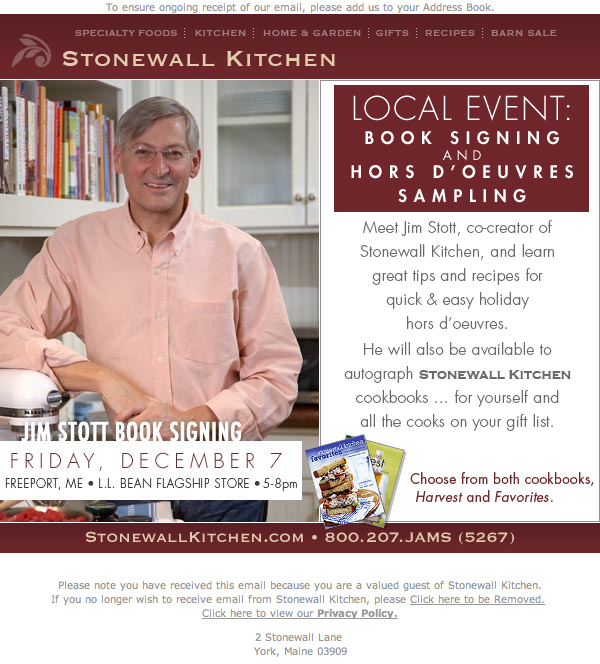 To ensure ongoing receipt of our email, please add us to your Address Book.
SPECIALTY FOODS KITCHEN HOME & GARDEN GIFTS RECIPES BARN SALE
STONEWALL KITCHEN
LOCAL EVENT:
BOOK SIGNING
AND
HORS D'OEUVRES
SAMPLING
Meet Jim Stott, co-creator of
Stonewall Kitchen, and learn
great tips and recipes for
quick & easy holiday
hors d'oeuvres.
He will also be available to
autograph STONEWALL KITCHEN
cookbooks ... for yourself and
all the cooks on your gift list.
KitchenAid
JIM STOTT BOOK SIGNING
FRIDAY, DECEMBER 7
FREEPORT, ME • L.L. BEAN FLAGSHIP STORE • 5-8pm
stonewall kitchen
favorites
Choose from both cookbooks,
Harvest and Favorites.
STONEWALLKITCHEN.COM • 800.207.JAMS (5267)
Please note you have received this email because you are a valued guest of Stonewall Kitchen.
If you no longer wish to receive email from Stonewall Kitchen, please Click here to be Removed.
Click here to view our Privacy Policy.
2 Stonewall Lane
York, Maine 03909